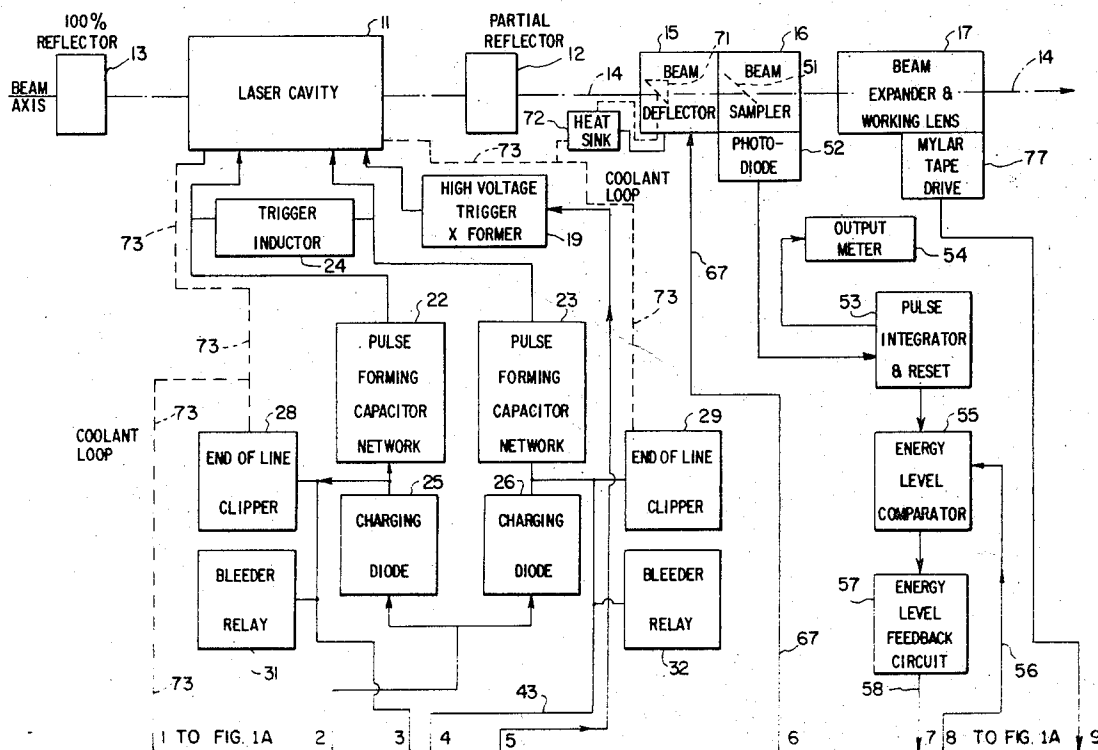 100%
REFLECTOR
13
BEAM
AXIS
11
LASER CAVITY
PARTIAL
REFLECTOR
12
14
15
71
16
51
BEAM
DEFLECTOR
BEAM
SAMPLER
17
BEAM
EXPANDER &
WORKING LENS
14
72
HEAT
SINK
PHOTO-
DIODE
52
MYLAR
TAPE
DRIVE
77
73
COOLANT
LOOP
73
TRIGGER
INDUCTOR
24
HIGH VOLTAGE
TRIGGER
X FORMER
19
67
OUTPUT
METER
54
22
PULSE
FORMING
CAPACITOR
NETWORK
23
PULSE
FORMING
CAPACITOR
NETWORK
73
73
53
PULSE
INTEGRATOR
& RESET
73
COOLANT
LOOP
28
END OF LINE
CLIPPER
29
END OF LINE
CLIPPER
55
ENERGY
LEVEL
COMPARATOR
25
CHARGING
DIODE
26
CHARGING
DIODE
BLEEDER
RELAY
31
BLEEDER
RELAY
32
57
ENERGY
LEVEL
FEEDBACK
CIRCUIT
56
67
58
73
43
1 TO FIG. 1A 2 3 4 5 6 7 8 TO FIG. 1A 9